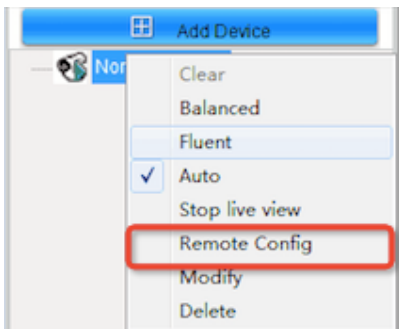 Add Device
Nor
Clear
Balanced
Fluent
Auto
Stop live view
Remote Config
Modify
Delete